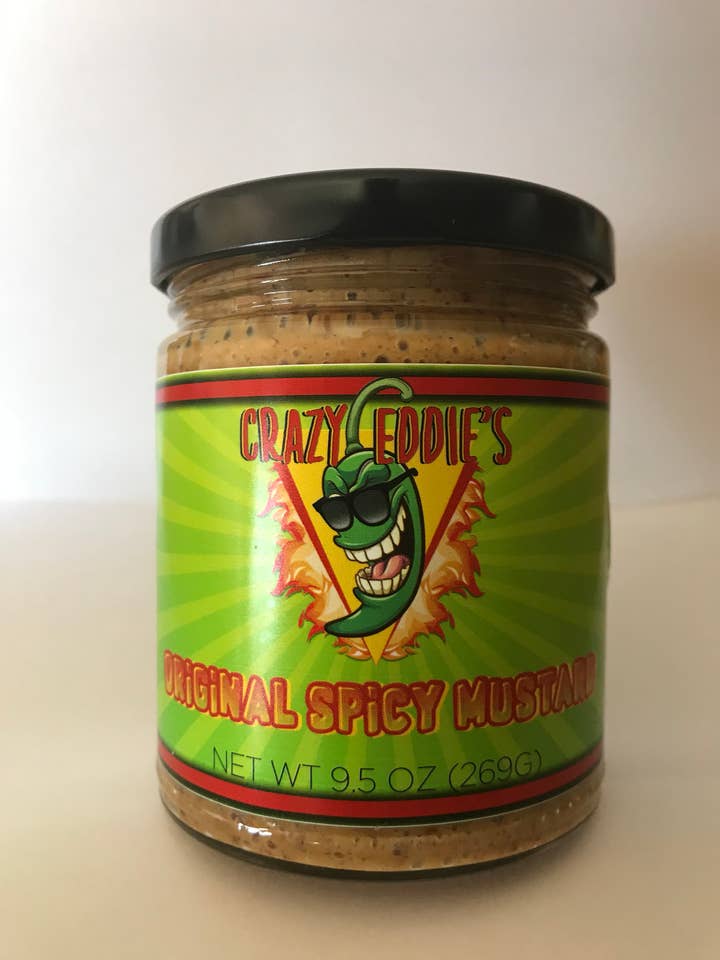 CRAZY EDDIE'S
ORiGiNAL SPiCY MUSTARD
NET WT 9.5 OZ (269G)